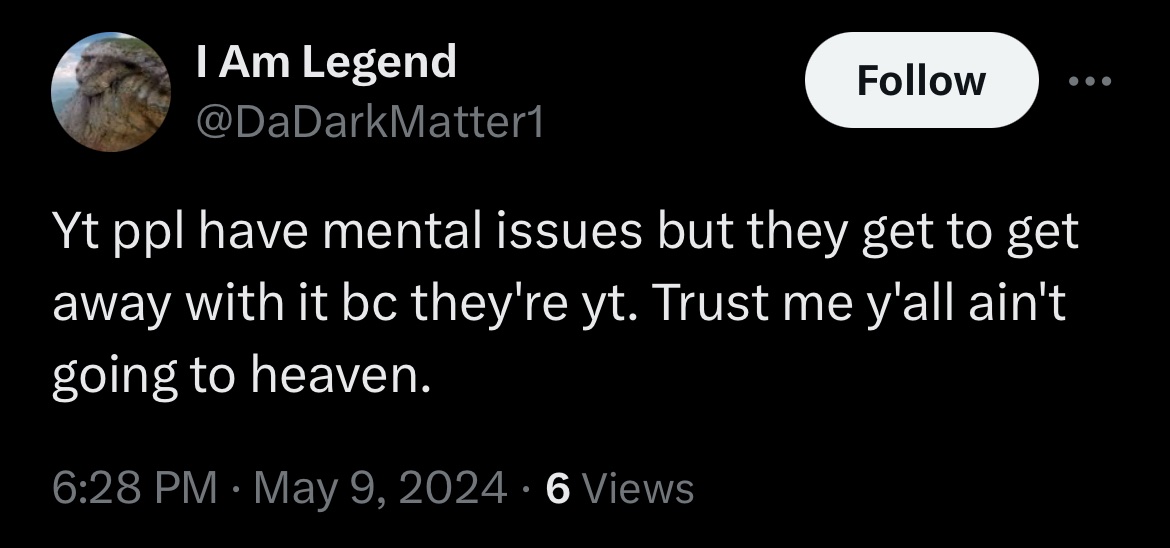 I Am Legend
@DaDarkMatter1
Follow
Yt ppl have mental issues but they get to get
away with it bc they're yt. Trust me y'all ain't
going to heaven.
6:28 PM · May 9, 2024 · 6 Views